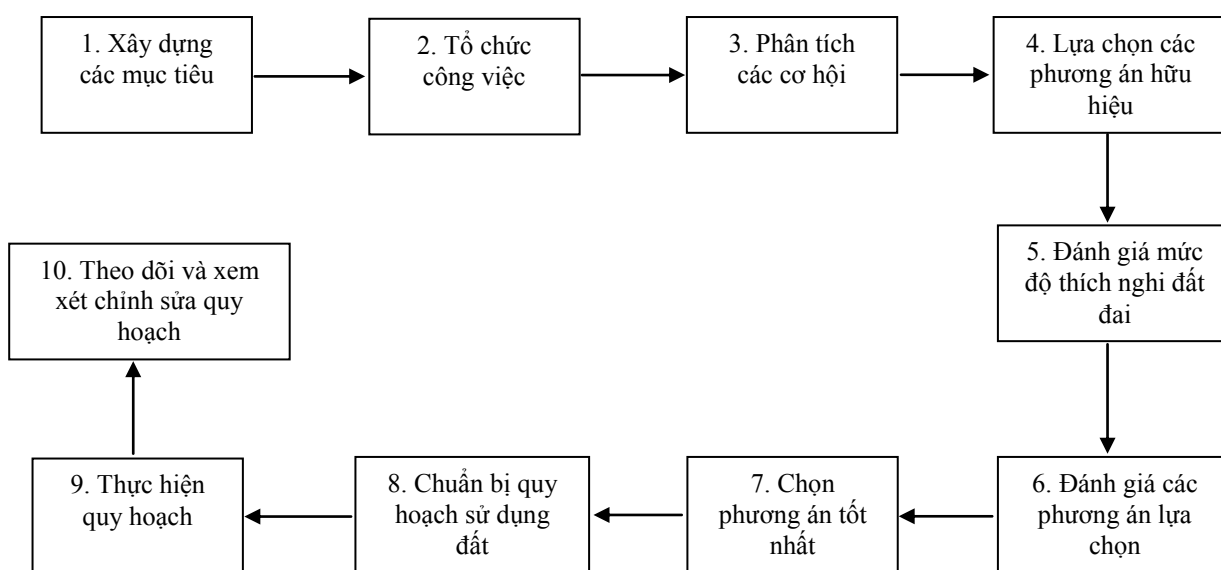 1. Xây dựng
các mục tiêu
2. Tổ chức
công việc
3. Phân tích
các cơ hội
4. Lựa chọn các
phương án hữu
hiệu
5. Đánh giá mức
độ thích nghi đất
đai
6. Đánh giá các
phương án lựa
chọn
7. Chọn
phương án tốt
nhất
8. Chuẩn bị quy
hoạch sử dụng
đất
9. Thực hiện
quy hoạch
10. Theo dõi và xem
xét chỉnh sửa quy
hoạch